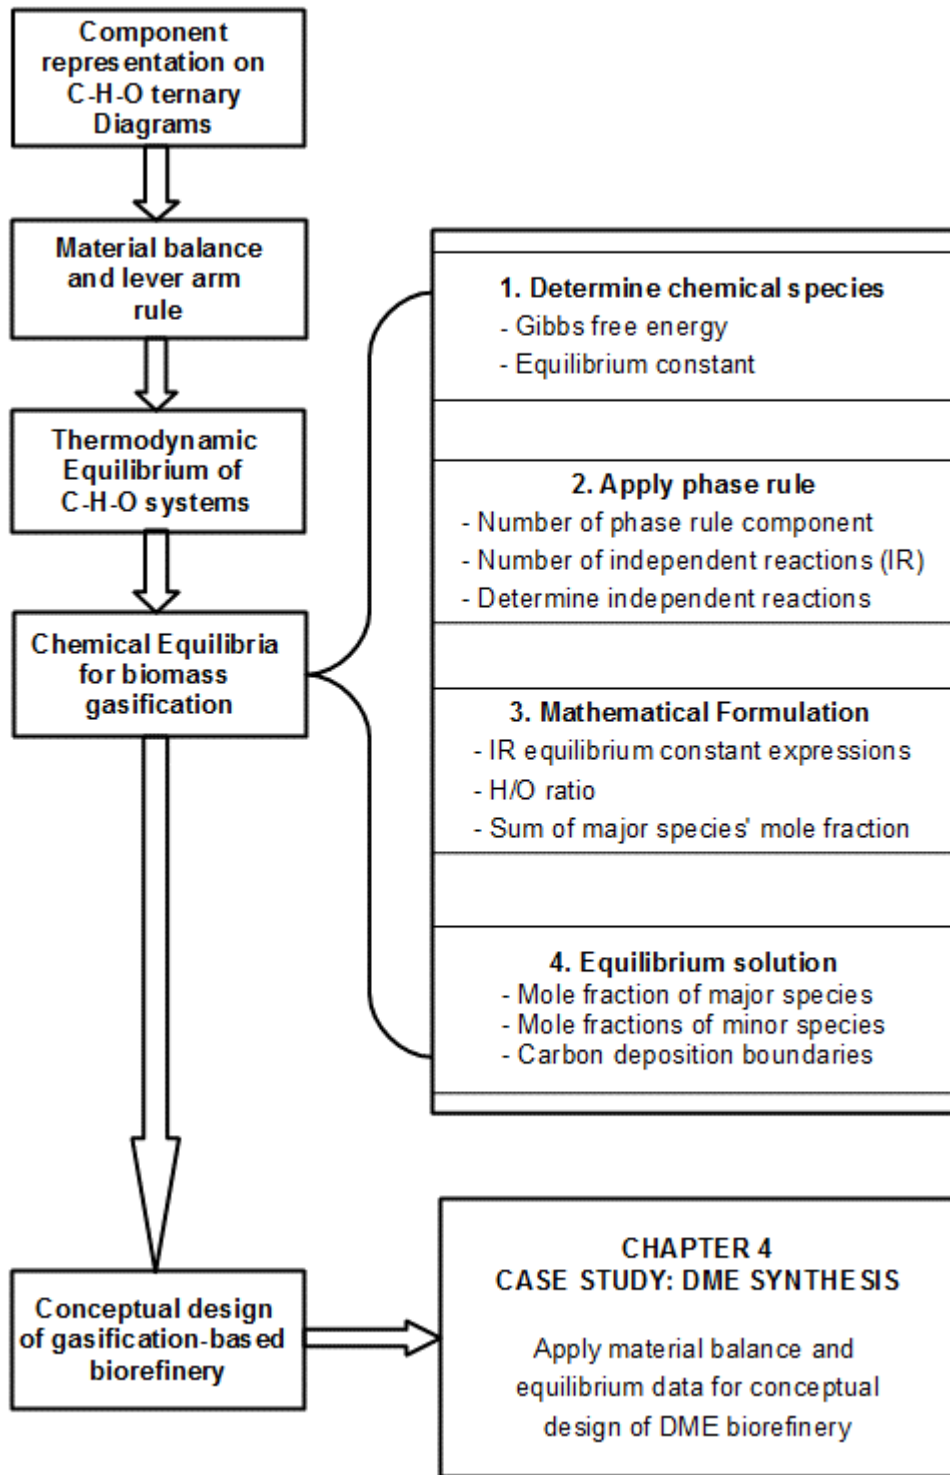 Component
representation on
C-H-O ternary
Diagrams
Material balance
and lever arm
rule
Thermodynamic
Equilibrium of
C-H-O systems
Chemical Equilibria
for biomass
gasification
1. Determine chemical species
- Gibbs free energy
- Equilibrium constant
2. Apply phase rule
- Number of phase rule component
- Number of independent reactions (IR)
- Determine independent reactions
3. Mathematical Formulation
- IR equilibrium constant expressions
- H/O ratio
- Sum of major species' mole fraction
4. Equilibrium solution
- Mole fraction of major species
- Mole fractions of minor species
- Carbon deposition boundaries
Conceptual design
of gasification-based
biorefinery
CHAPTER 4
CASE STUDY: DME SYNTHESIS
Apply material balance and
equilibrium data for conceptual
design of DME biorefinery